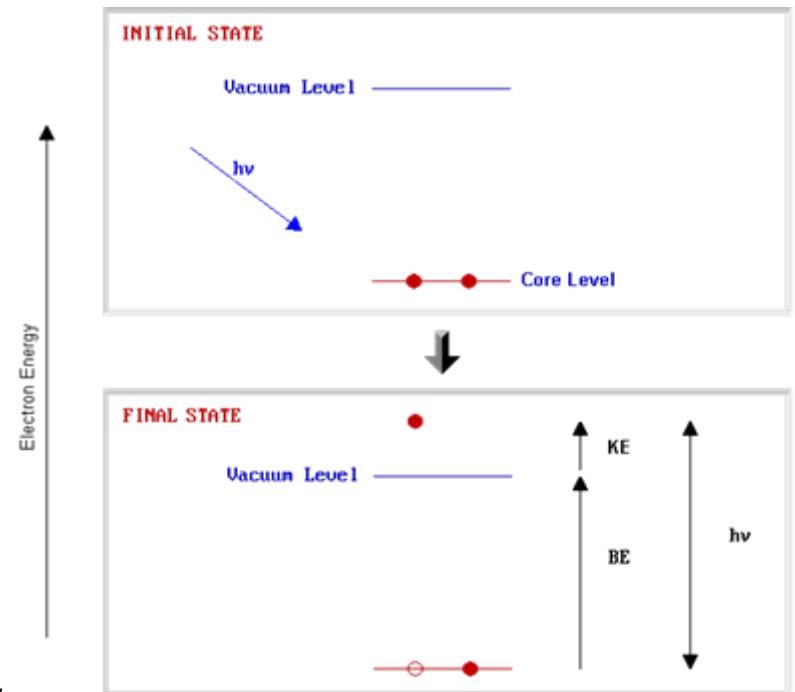 INITIAL STATE
Vacuum Level
hν
Core Level
Electron Energy
FINAL STATE
Vacuum Level
KE
BE
hν